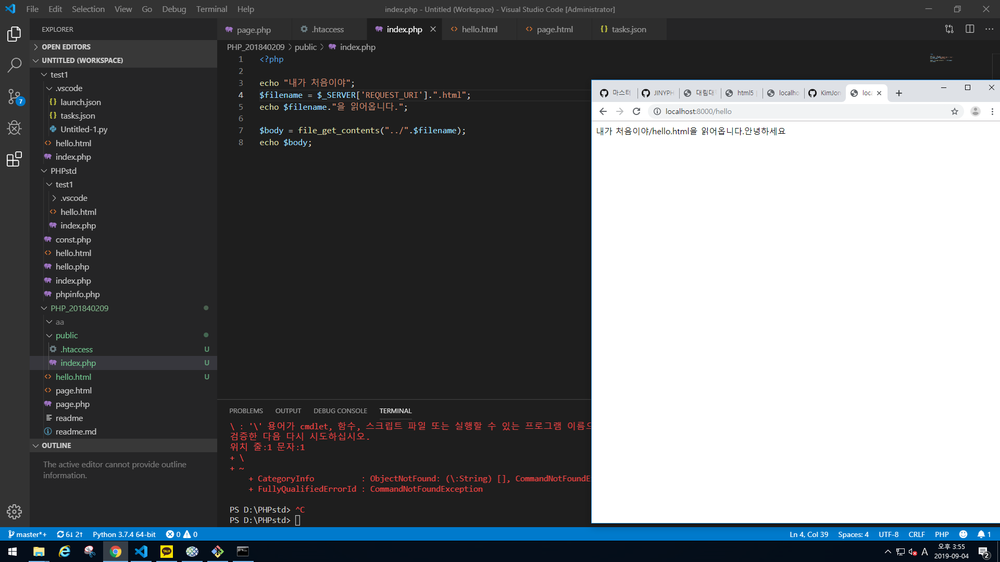 File Edit Selection View Go Debug Terminal Help
index.php - Untitled (Workspace) - Visual Studio Code [Administrator]
EXPLORER
OPEN EDITORS
UNTITLED (WORKSPACE)
test1
.vscode
{} launch.json
{} tasks.json
Untitled-1.py
<> hello.html
index.php
PHPstd
test1
.vscode
<> hello.html
index.php
const.php
<> hello.html
hello.php
index.php
phpinfo.php
PHP_201840209
aa
public
.htaccess U
index.php U
<> hello.html U
<> page.html
page.php
readme
readme.md
OUTLINE
The active editor cannot provide outline
information.
7
page.php .htaccess index.php <> hello.html <> page.html {} tasks.json
PHP_201840209 > public > index.php
1 <?php
2
3 echo "내가 처음이야";
4 $filename = $_SERVER['REQUEST_URI'].".html";
5 echo $filename."을 읽어옵니다.";
6
7 $body = file_get_contents("../".$filename);
8 echo $body;
마스터 JINYPH 대림대 html5 localho KimJon loca
localhost:8000/hello
내가 처음이야/hello.html을 읽어옵니다.안녕하세요
PROBLEMS OUTPUT DEBUG CONSOLE TERMINAL
\ : '\' 용어가 cmdlet, 함수, 스크립트 파일 또는 실행할 수 있는 프로그램 이름으
검증한 다음 다시 시도하십시오.
위치 줄:1 문자:1
+ \
+ ~
+ CategoryInfo : ObjectNotFound: (\:String) [], CommandNotFoundE
+ FullyQualifiedErrorId : CommandNotFoundException
PS D:\PHPstd> ^C
PS D:\PHPstd>
master*+ 6↓ 2↑ Python 3.7.4 64-bit 0 0
Ln 4, Col 39 Spaces: 4 UTF-8 CRLF PHP 1
TALK
A 오후 3:55
2019-09-04
2